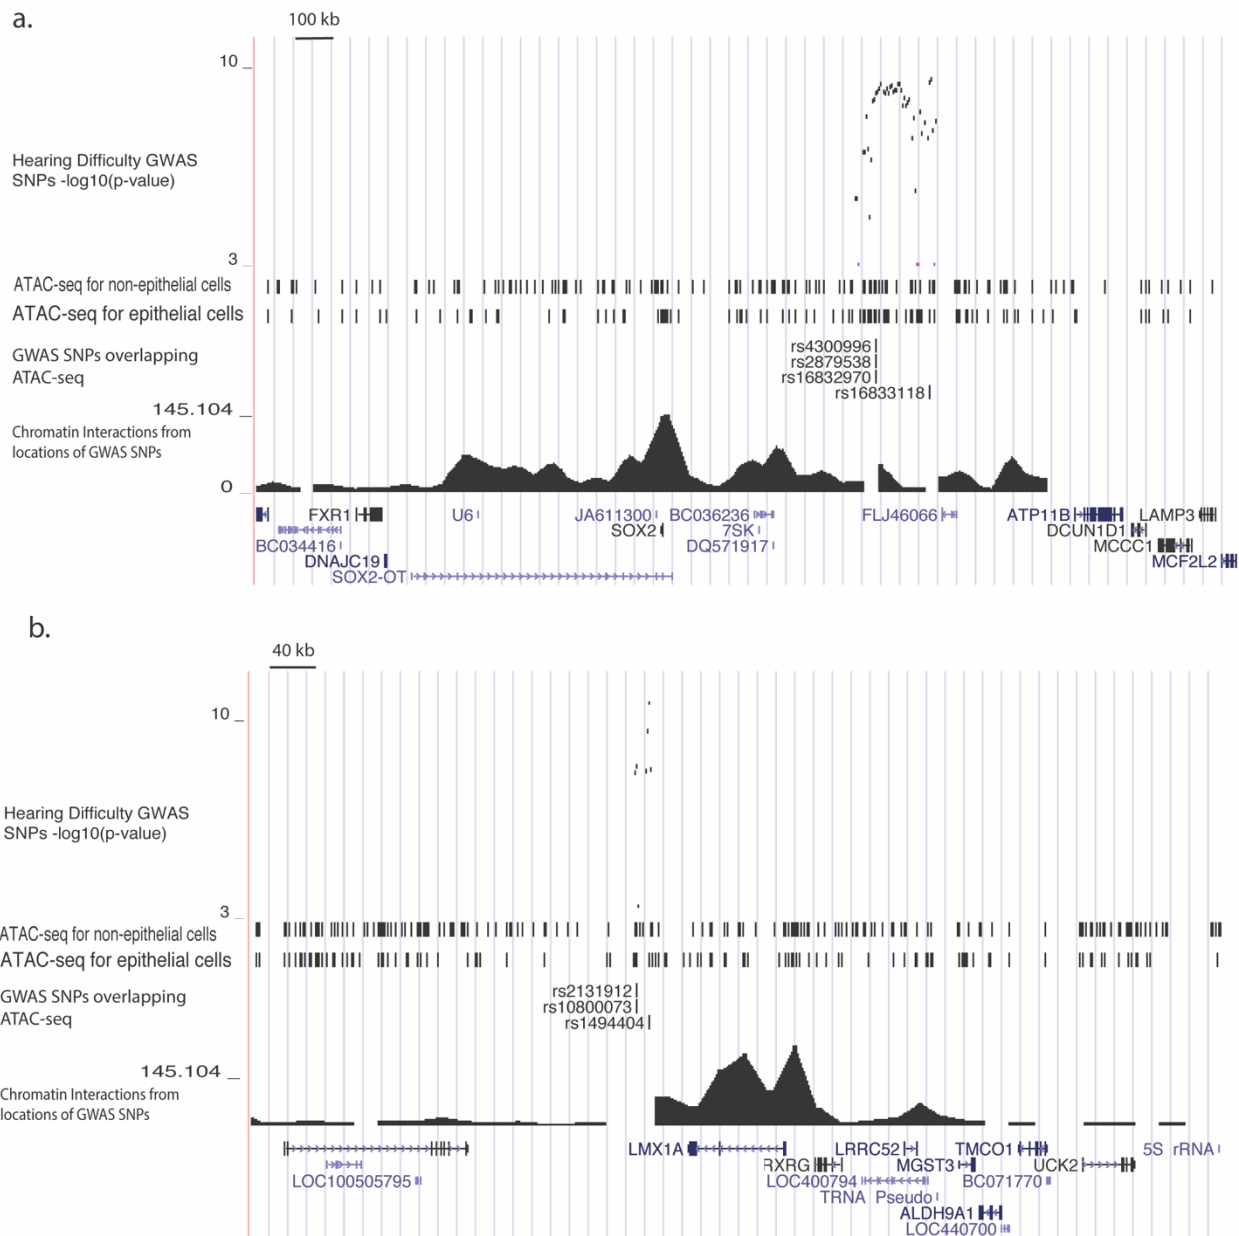 a.
100 kb
10
Hearing Difficulty GWAS
SNPs -log10(p-value)
3
ATAC-seq for non-epithelial cells
ATAC-seq for epithelial cells
GWAS SNPs overlapping
ATAC-seq
rs4300996
rs2879538
rs16832970
rs16833118
145.104
Chromatin Interactions from
locations of GWAS SNPs
0
FXR1 U6 JA611300 BC036236 FLJ46066 ATP11B LAMP3
SOX2 7SK DCUN1D1
BC034416 DQ571917 MCCC1
DNAJC19 MCF2L2
SOX2-OT
b.
40 kb
10
Hearing Difficulty GWAS
SNPs -log10(p-value)
3
ATAC-seq for non-epithelial cells
ATAC-seq for epithelial cells
GWAS SNPs overlapping
ATAC-seq
rs2131912
rs10800073
rs1494404
145.104
Chromatin Interactions from
locations of GWAS SNPs
LMX1A LRRC52 TMCO1 5S rRNA
RXRG MGST3 UCK2
LOC100505795 LOC400794 BC071770
TRNA Pseudo
ALDH9A1
LOC440700